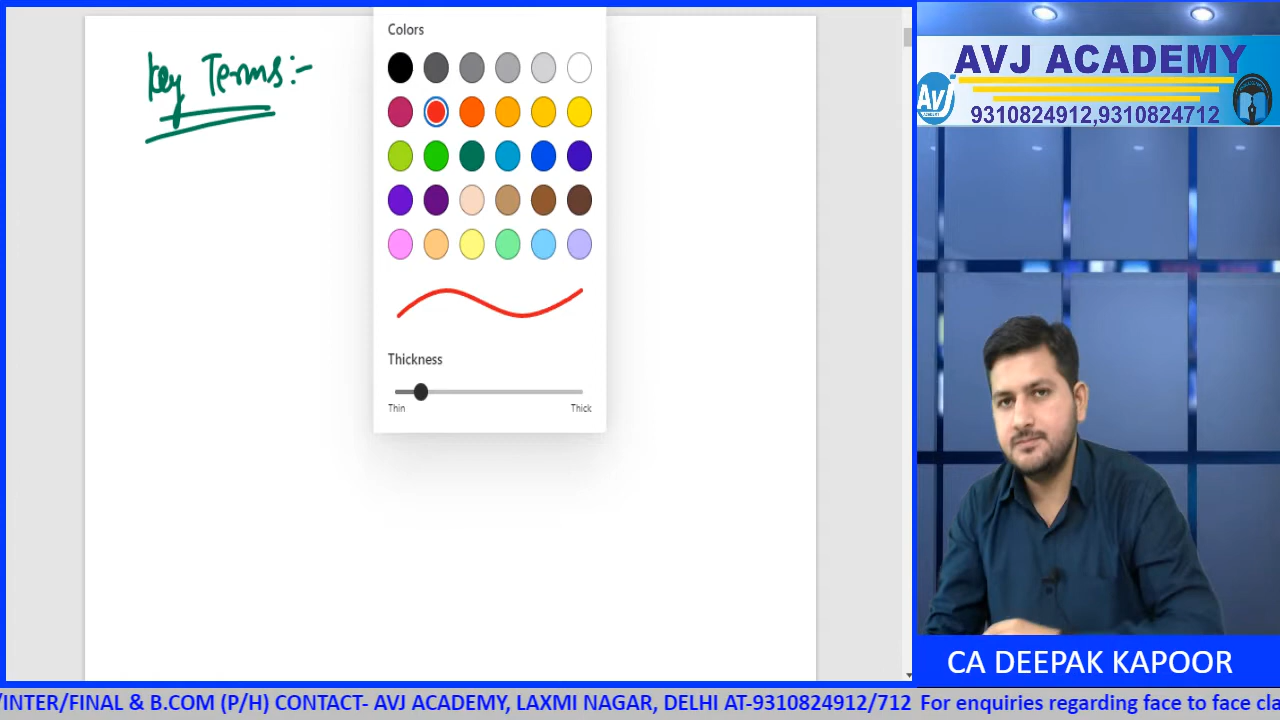 Key Terms:-
Colors
Thickness
Thin Thick
AVJ ACADEMY
9310824912,9310824712
AVJ
CA DEEPAK KAPOOR
/INTER/FINAL & B.COM (P/H) CONTACT- AVJ ACADEMY, LAXMI NAGAR, DELHI AT-9310824912/712 For enquiries regarding face to face cla